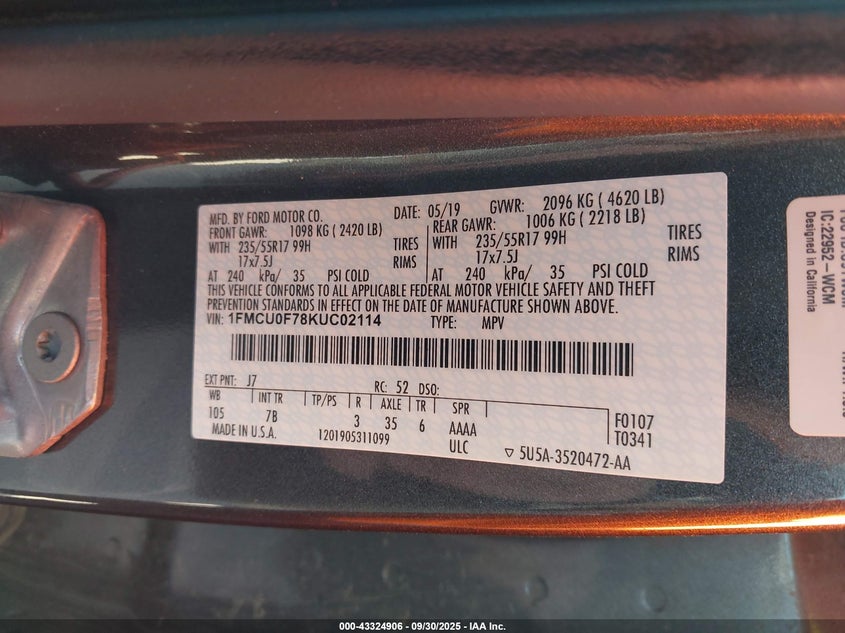 MFD. BY FORD MOTOR CO. DATE: 05/19 GVWR: 2096 KG ( 4620 LB)
FRONT GAWR: 1098 KG ( 2420 LB) REAR GAWR: 1006 KG ( 2218 LB)
WITH 235/55R17 99H TIRES WITH 235/55R17 99H TIRES
17x7.5J RIMS 17x7.5J RIMS
AT 240 kPa/ 35 PSI COLD AT 240 kPa/ 35 PSI COLD
THIS VEHICLE CONFORMS TO ALL APPLICABLE FEDERAL MOTOR VEHICLE SAFETY AND THEFT
PREVENTION STANDARDS IN EFFECT ON THE DATE OF MANUFACTURE SHOWN ABOVE.
VIN: 1FMCU0F78KUC02114 TYPE: MPV
EXT PNT: J7 RC: 52 DSO:
WB INT TR TP/PS R AXLE TR SPR
105 7B 3 35 6 AAAA F0107
ULC T0341
MADE IN U.S.A. 1201905311099 ▽ 5U5A-3520472-AA
IC:22952-WCM
Designed in California
000-43324906 - 09/30/2025 - IAA Inc.